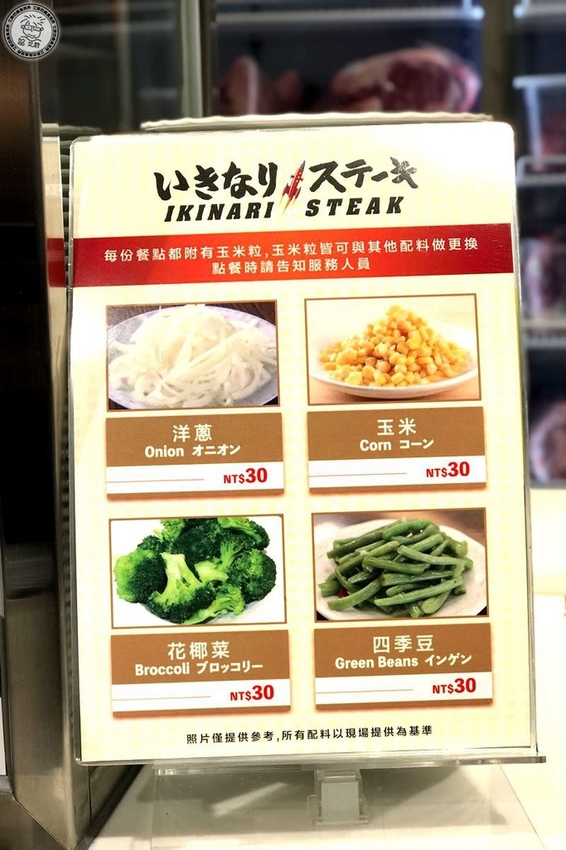 いきなりステーキ
IKINARI STEAK
每份餐點都附有玉米粒,玉米粒皆可與其他配料做更換
點餐時請告知服務人員
洋蔥
Onion オニオン
NT$30
玉米
Corn コーン
NT$30
花椰菜
Broccoli ブロッコリー
NT$30
四季豆
Green Beans インゲン
NT$30
照片僅提供參考,所有配料以現場提供為基準